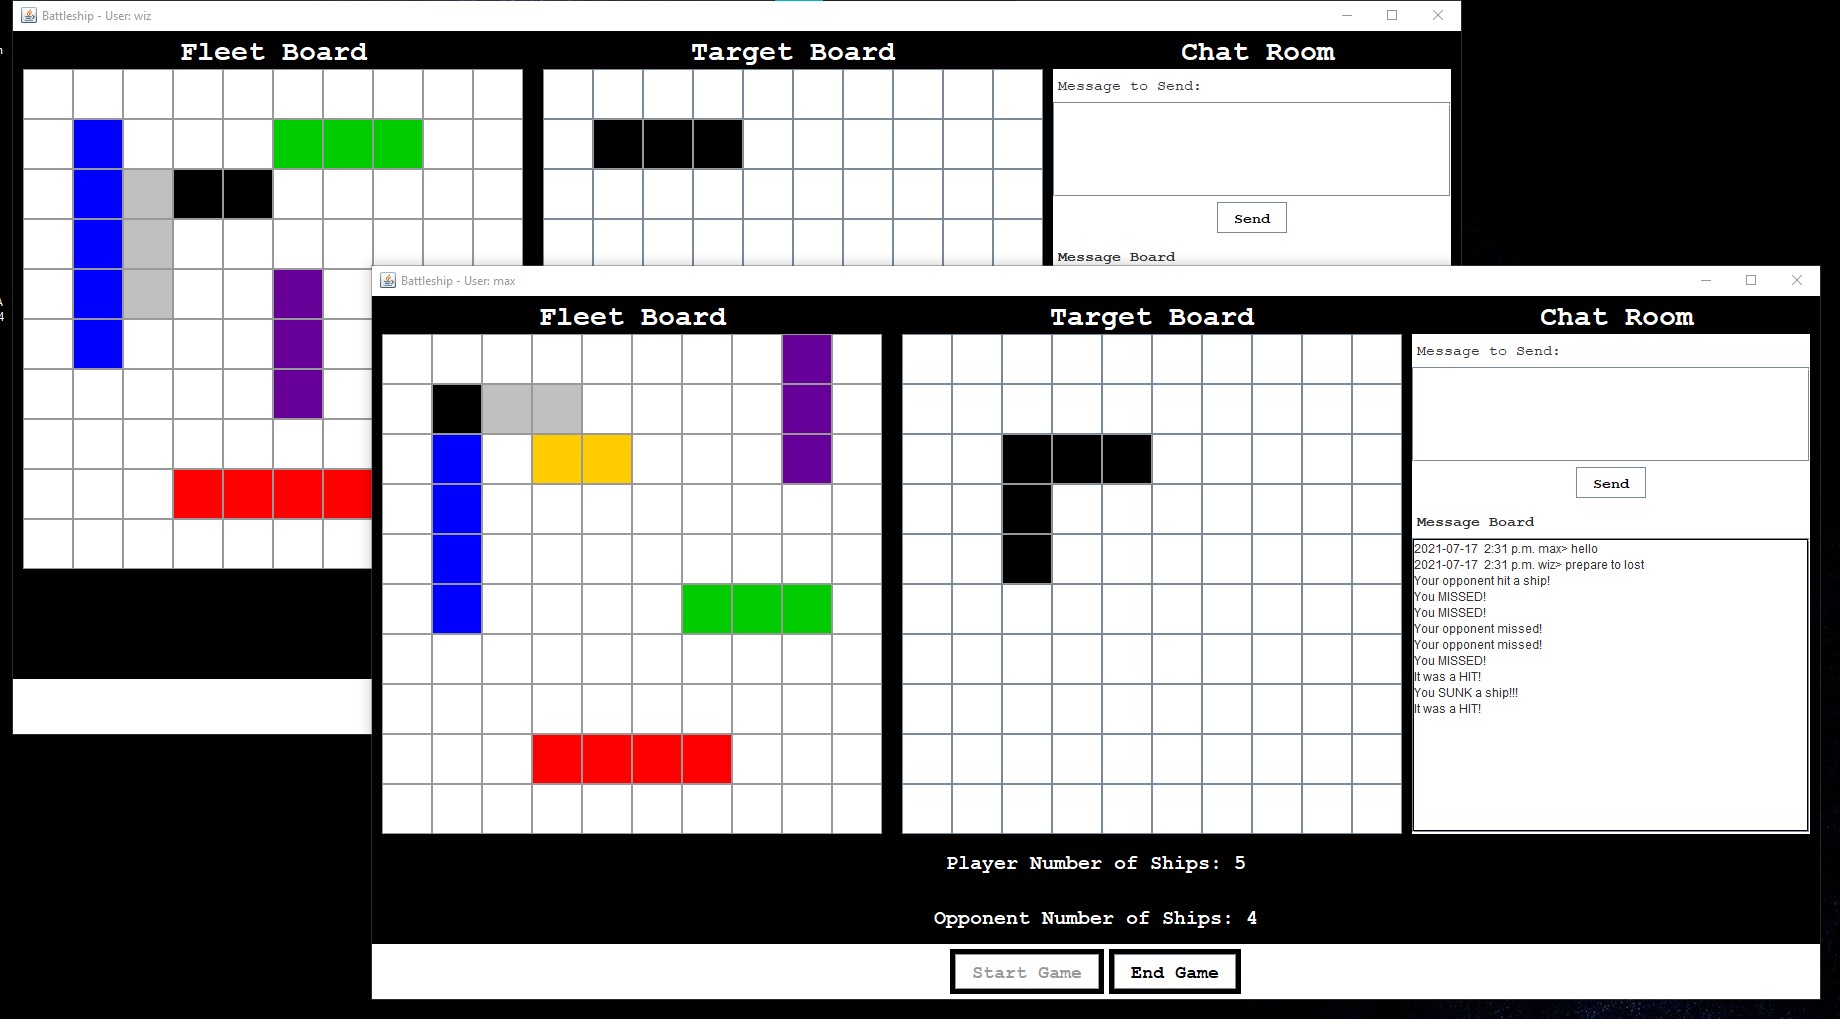 Battleship - User: wiz
Fleet Board
Target Board
Chat Room
Message to Send:
Send
Message Board
Battleship - User: max
Fleet Board
Target Board
Chat Room
Message to Send:
Send
Message Board
2021-07-17 2:31 p.m. max> hello
2021-07-17 2:31 p.m. wiz> prepare to lost
Your opponent hit a ship!
You MISSED!
You MISSED!
Your opponent missed!
Your opponent missed!
You MISSED!
It was a HIT!
You SUNK a ship!!!
It was a HIT!
Player Number of Ships: 5
Opponent Number of Ships: 4
Start Game
End Game